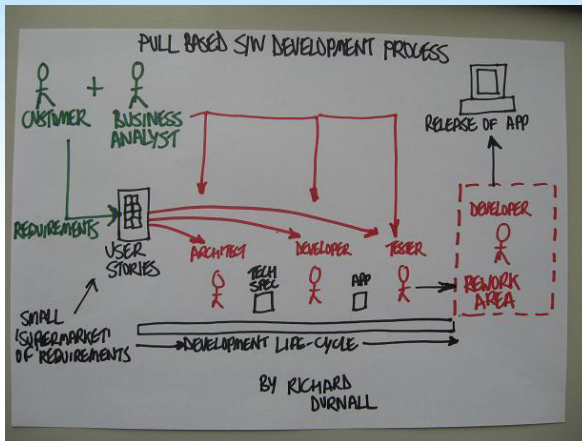 PULL BASED S/W DEVELOPMENT PROCESS
CUSTOMER
+
BUSINESS
ANALYST
RELEASE OF APP
REQUIREMENTS
USER
STORIES
ARCHITECT
DEVELOPER
TESTER
DEVELOPER
TECH
SPEC
APP
REWORK
AREA
SMALL
'SUPERMARKET'
OF REQUIREMENTS
DEVELOPMENT LIFE-CYCLE
BY RICHARD
DURNALL